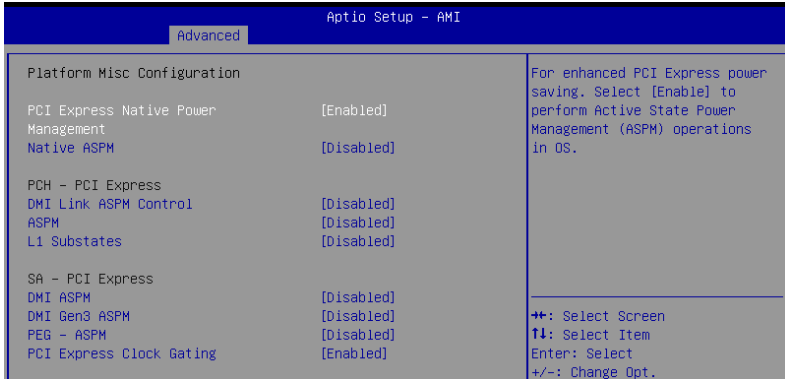 Aptio Setup – AMI
Advanced
Platform Misc Configuration
PCI Express Native Power [Enabled]
Management
Native ASPM [Disabled]
PCH – PCI Express
DMI Link ASPM Control [Disabled]
ASPM [Disabled]
L1 Substates [Disabled]
SA – PCI Express
DMI ASPM [Disabled]
DMI Gen3 ASPM [Disabled]
PEG – ASPM [Disabled]
PCI Express Clock Gating [Enabled]
For enhanced PCI Express power
saving. Select [Enable] to
perform Active State Power
Management (ASPM) operations
in OS.
→←: Select Screen
↑↓: Select Item
Enter: Select
+/-: Change Opt.